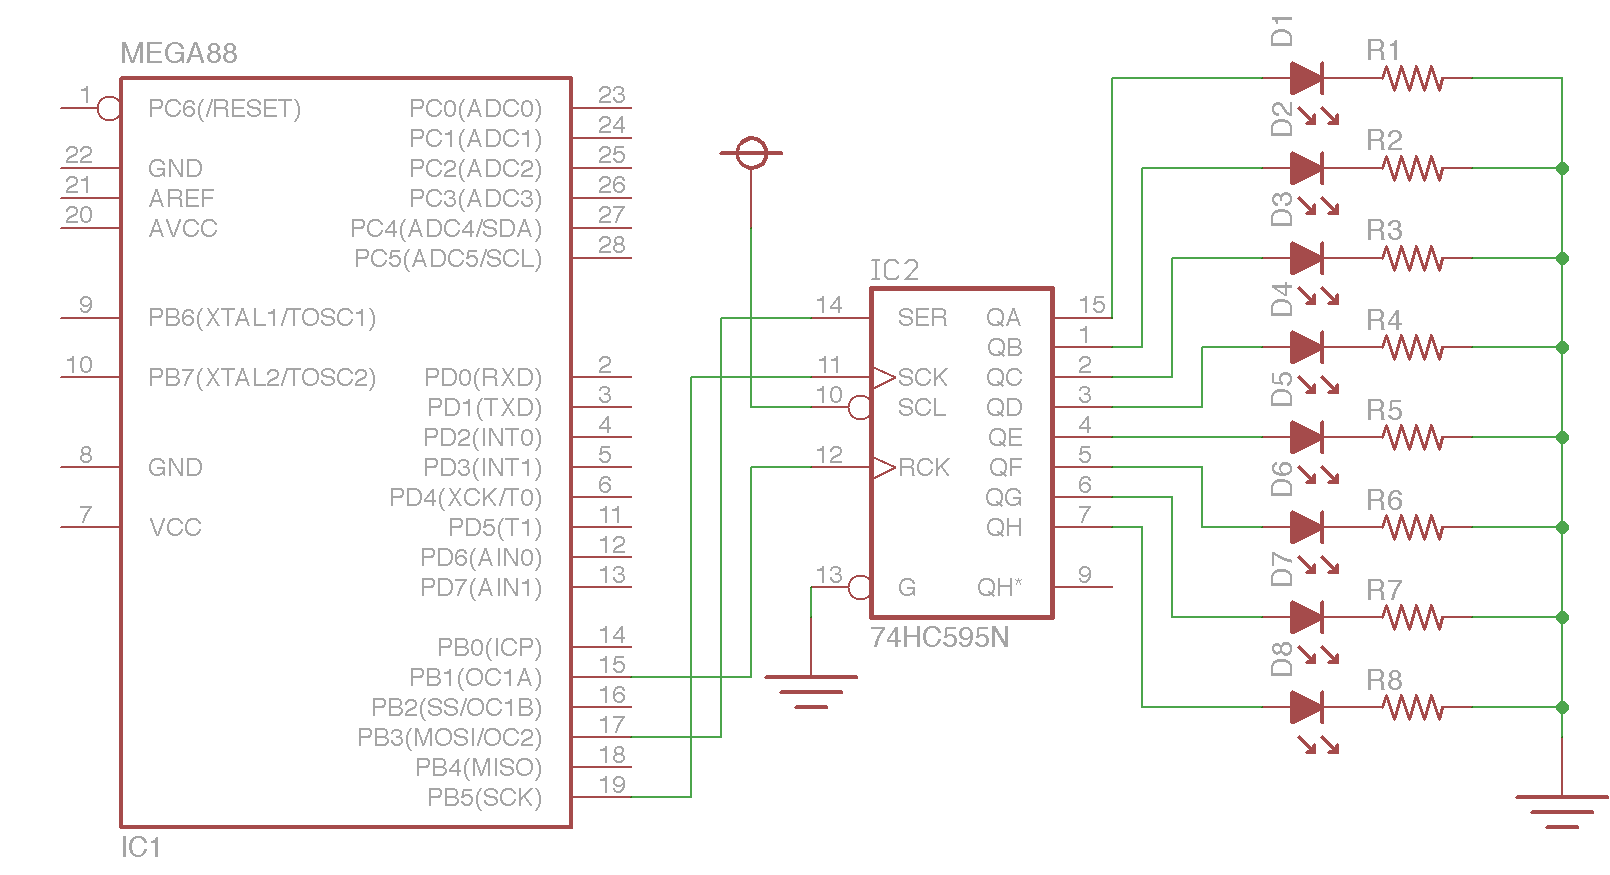 MEGA88
1 PC6(/RESET) PC0(ADC0) 23
PC1(ADC1) 24
22 GND PC2(ADC2) 25
21 AREF PC3(ADC3) 26
20 AVCC PC4(ADC4/SDA) 27
PC5(ADC5/SCL) 28
9 PB6(XTAL1/TOSC1)
10 PB7(XTAL2/TOSC2) PD0(RXD) 2
PD1(TXD) 3
PD2(INT0) 4
8 GND PD3(INT1) 5
PD4(XCK/T0) 6
7 VCC PD5(T1) 11
PD6(AIN0) 12
PD7(AIN1) 13
PB0(ICP) 14
PB1(OC1A) 15
PB2(SS/OC1B) 16
PB3(MOSI/OC2) 17
PB4(MISO) 18
PB5(SCK) 19
IC1
IC2
14 SER QA 15
QB 1
11 SCK QC 2
10 SCL QD 3
QE 4
12 RCK QF 5
QG 6
QH 7
13 G QH* 9
74HC595N
D1 R1
D2 R2
D3 R3
D4 R4
D5 R5
D6 R6
D7 R7
D8 R8